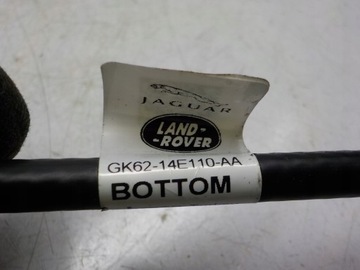 JAGUAR
LAND-
-ROVER
GK62-14E110-AA
BOTTOM